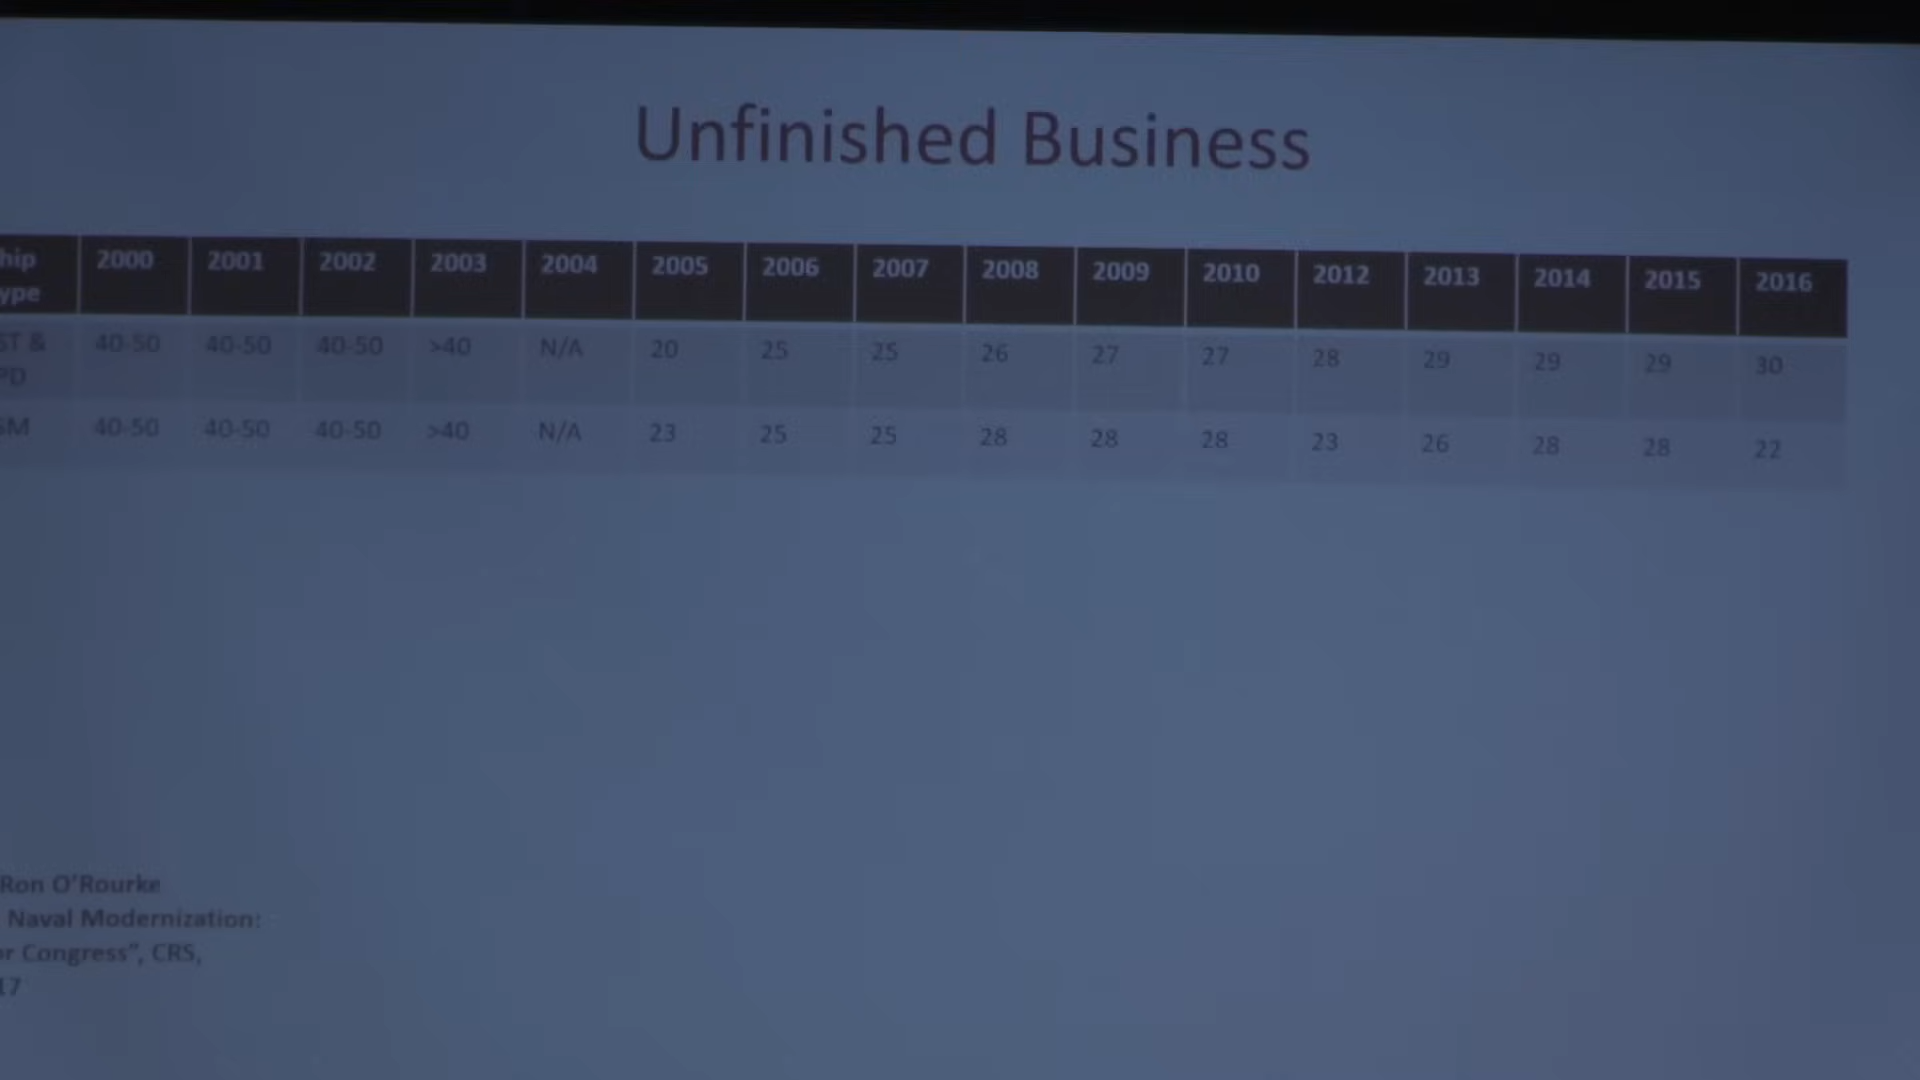 Unfinished Business
hip ype 2000 2001 2002 2003 2004 2005 2006 2007 2008 2009 2010 2012 2013 2014 2015 2016
ST & PD 40-50 40-50 40-50 >40 N/A 20 25 25 26 27 27 28 29 29 29 30
SM 40-50 40-50 40-50 >40 N/A 23 25 25 28 28 28 23 26 28 28 22
Ron O'Rourke
Naval Modernization:
or Congress", CRS,
17